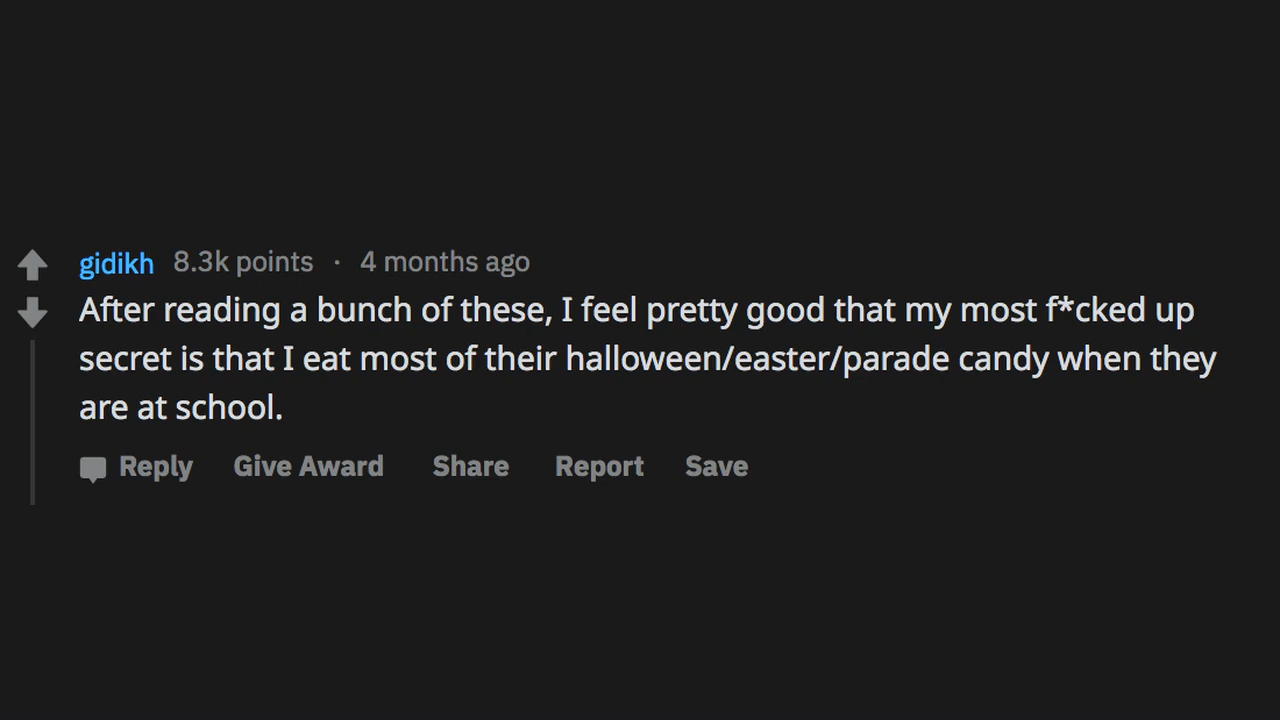 gidikh 8.3k points · 4 months ago
After reading a bunch of these, I feel pretty good that my most f*cked up
secret is that I eat most of their halloween/easter/parade candy when they
are at school.
Reply Give Award Share Report Save